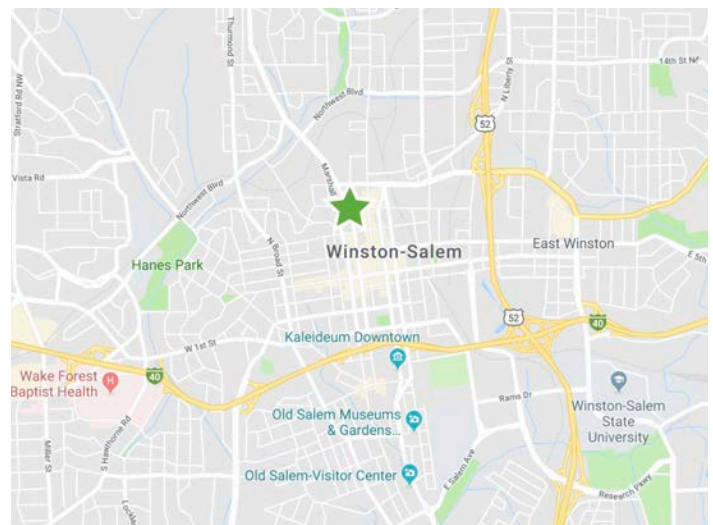 Thurmond St
Stratford Rd NW
Northwest Blvd
N Liberty St
14th St NE
52
Vista Rd
Marshall
Northwest Blvd
Winston-Salem
East Winston
E 5th
Hanes Park
N Broad St
52
40
Kaleideum Downtown
W 1st St
Wake Forest
Baptist Health
H
40
Rams Dr
Winston-Salem
State
University
Old Salem Museums
& Gardens...
S Hawthorne Rd
Miller St
E Salem Ave
Old Salem-Visitor Center
Research Pkwy